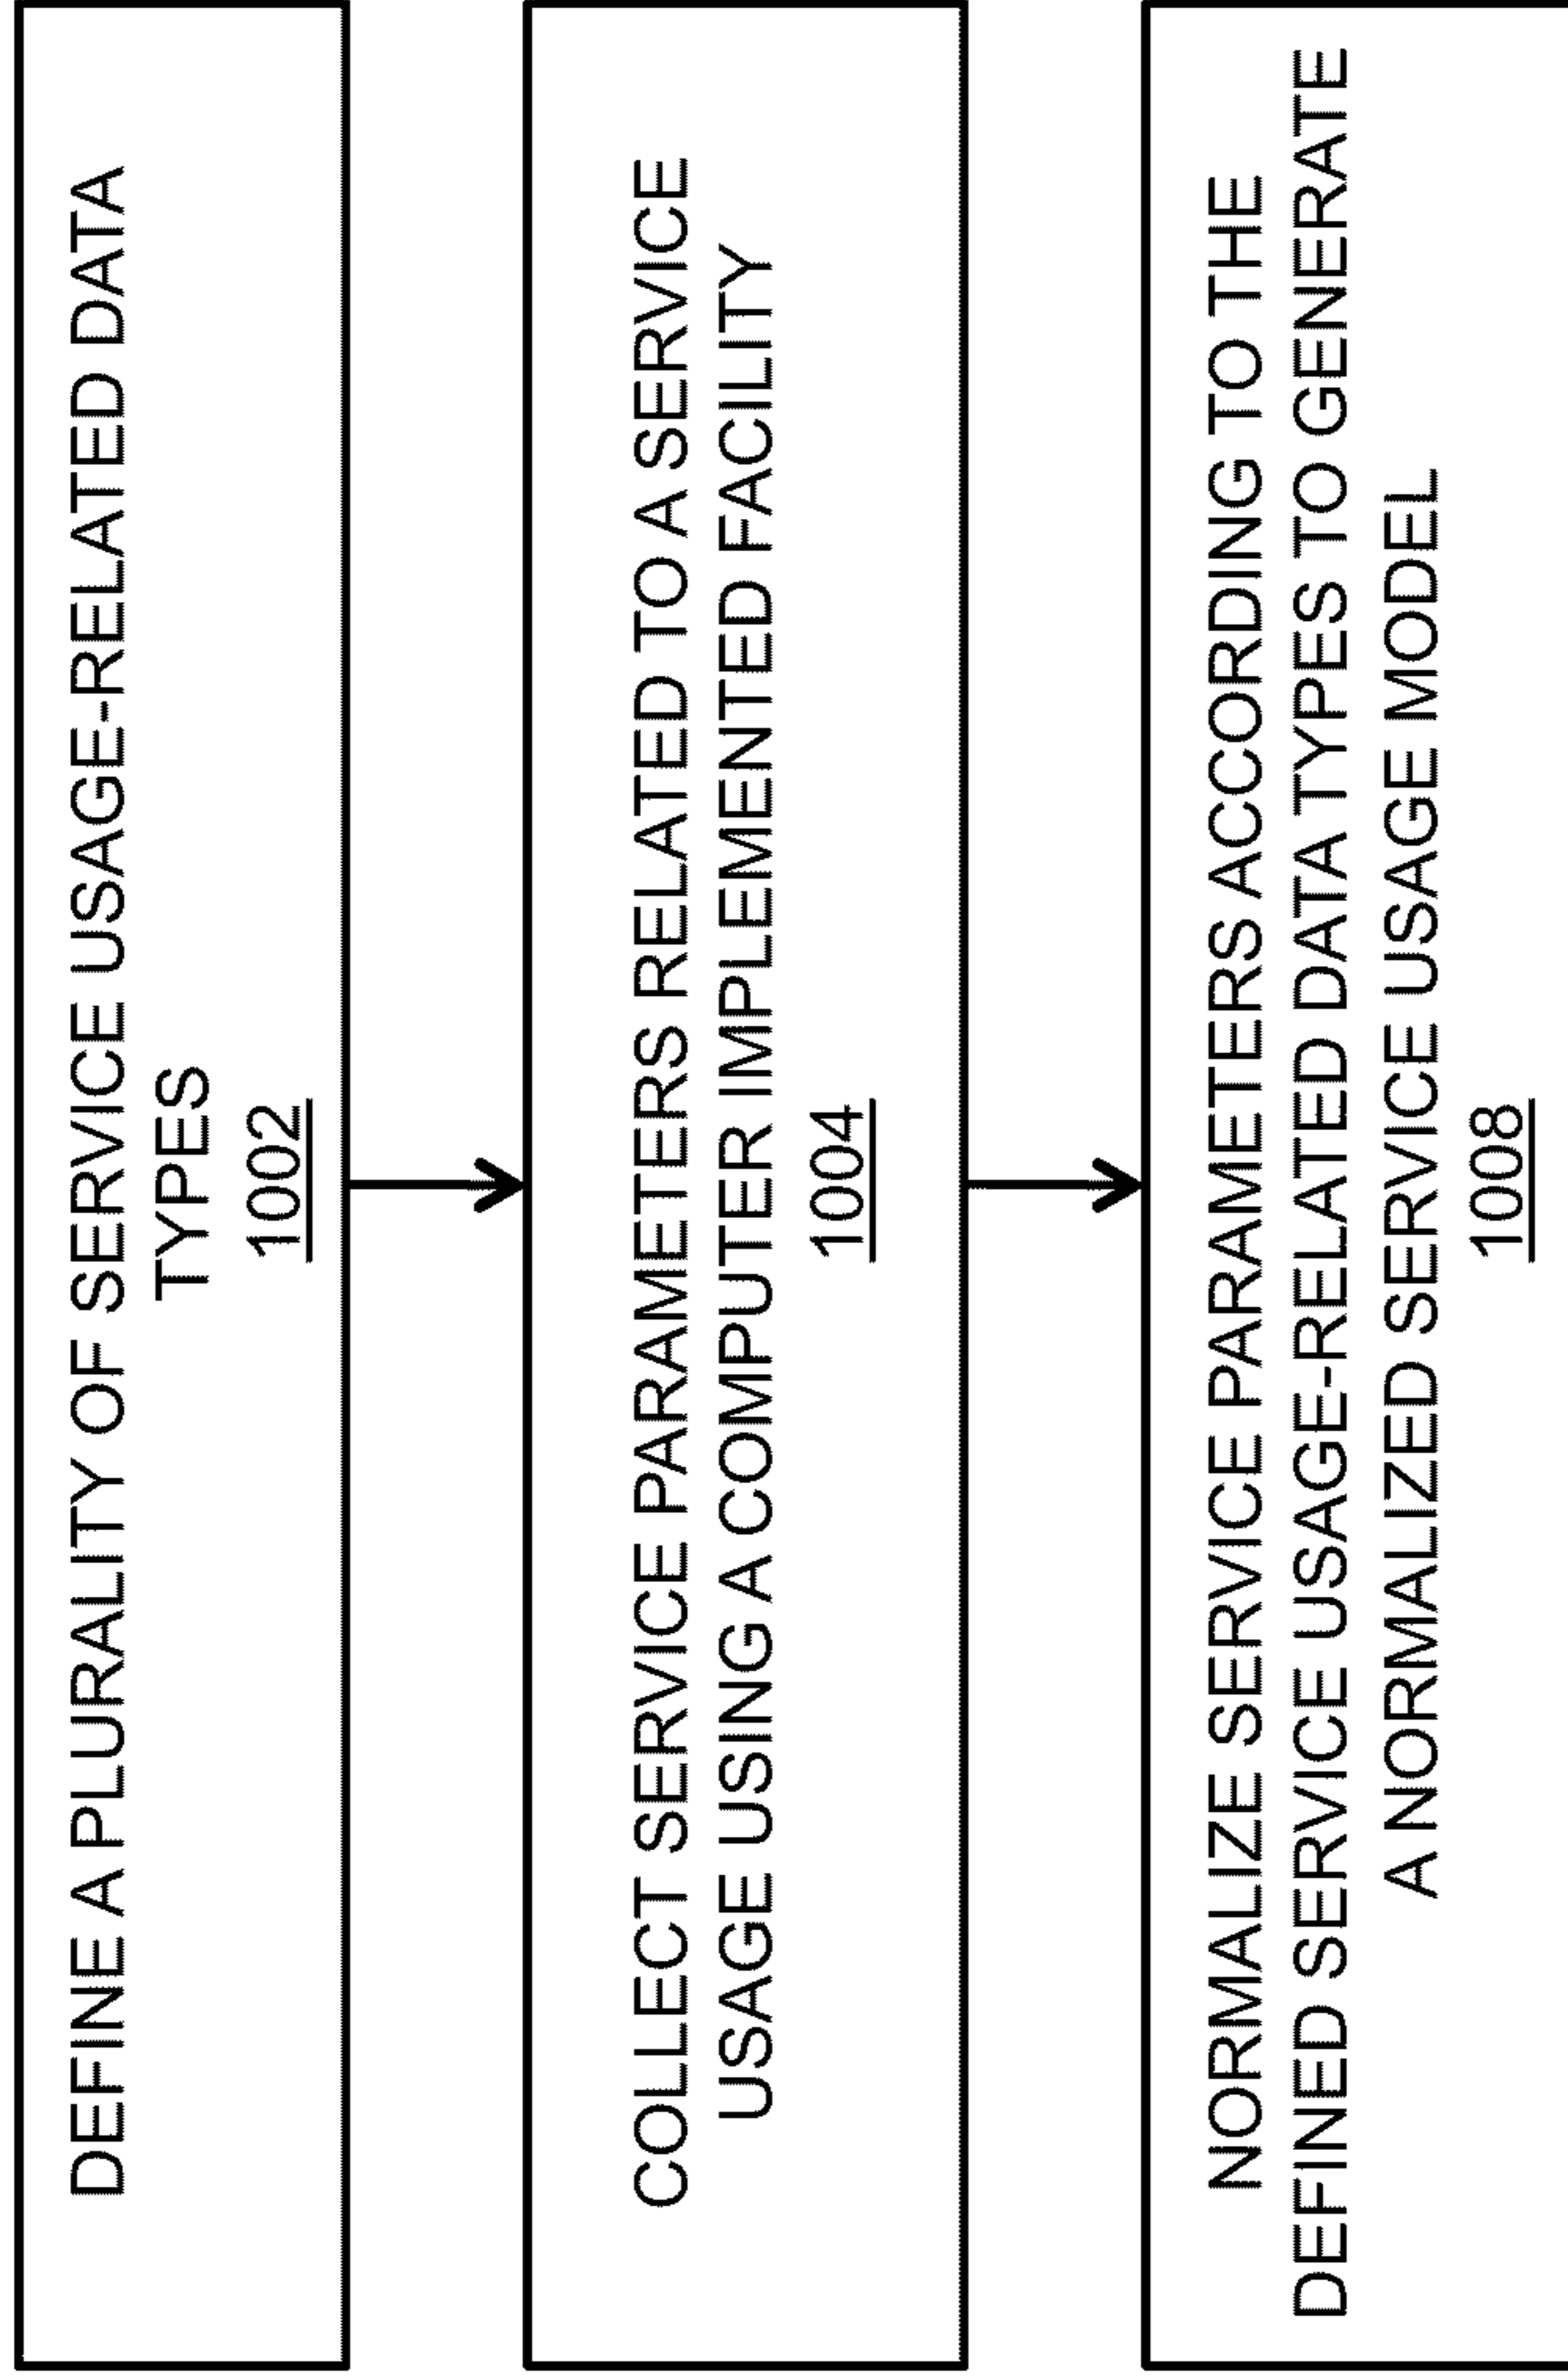 DEFINE A PLURALITY OF SERVICE USAGE-RELATED DATA
TYPES
1002
COLLECT SERVICE PARAMETERS RELATED TO A SERVICE
USAGE USING A COMPUTER IMPLEMENTED FACILITY
1004
NORMALIZE SERVICE PARAMETERS ACCORDING TO THE
DEFINED SERVICE USAGE-RELATED DATA TYPES TO GENERATE
A NORMALIZED SERVICE USAGE MODEL
1008